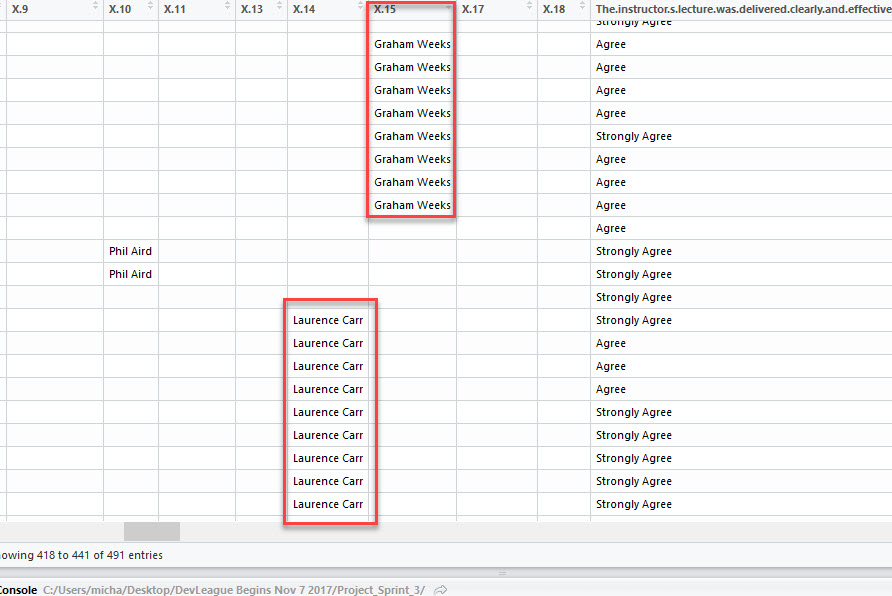 X.9 X.10 X.11 X.13 X.14 X.15 X.17 X.18 The.instructor.s.lecture.was.delivered.clearly.and.effective
Strongly Agree
Graham Weeks Agree
Graham Weeks Agree
Graham Weeks Agree
Graham Weeks Agree
Graham Weeks Strongly Agree
Graham Weeks Agree
Graham Weeks Agree
Graham Weeks Agree
Agree
Phil Aird Strongly Agree
Phil Aird Strongly Agree
Strongly Agree
Laurence Carr Strongly Agree
Laurence Carr Agree
Laurence Carr Agree
Laurence Carr Agree
Laurence Carr Strongly Agree
Laurence Carr Strongly Agree
Laurence Carr Strongly Agree
Laurence Carr Strongly Agree
Laurence Carr Strongly Agree
owing 418 to 441 of 491 entries
Console C:/Users/micha/Desktop/DevLeague Begins Nov 7 2017/Project_Sprint_3/